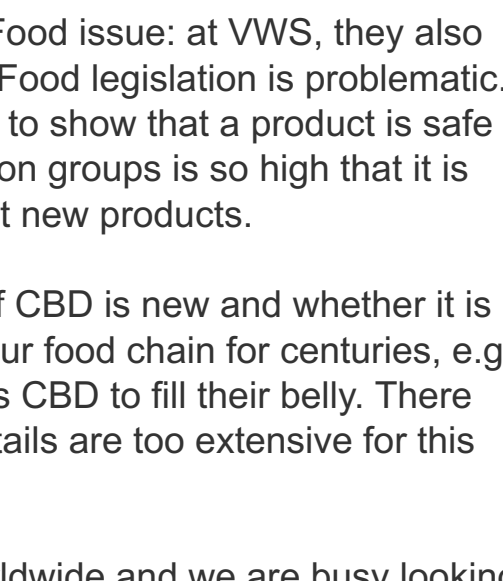 Food issue: at VWS, they also
Food legislation is problematic.
to show that a product is safe
on groups is so high that it is
t new products.
f CBD is new and whether it is
ur food chain for centuries, e.g
s CBD to fill their belly. There
tails are too extensive for this
ldwide and we are busy looking